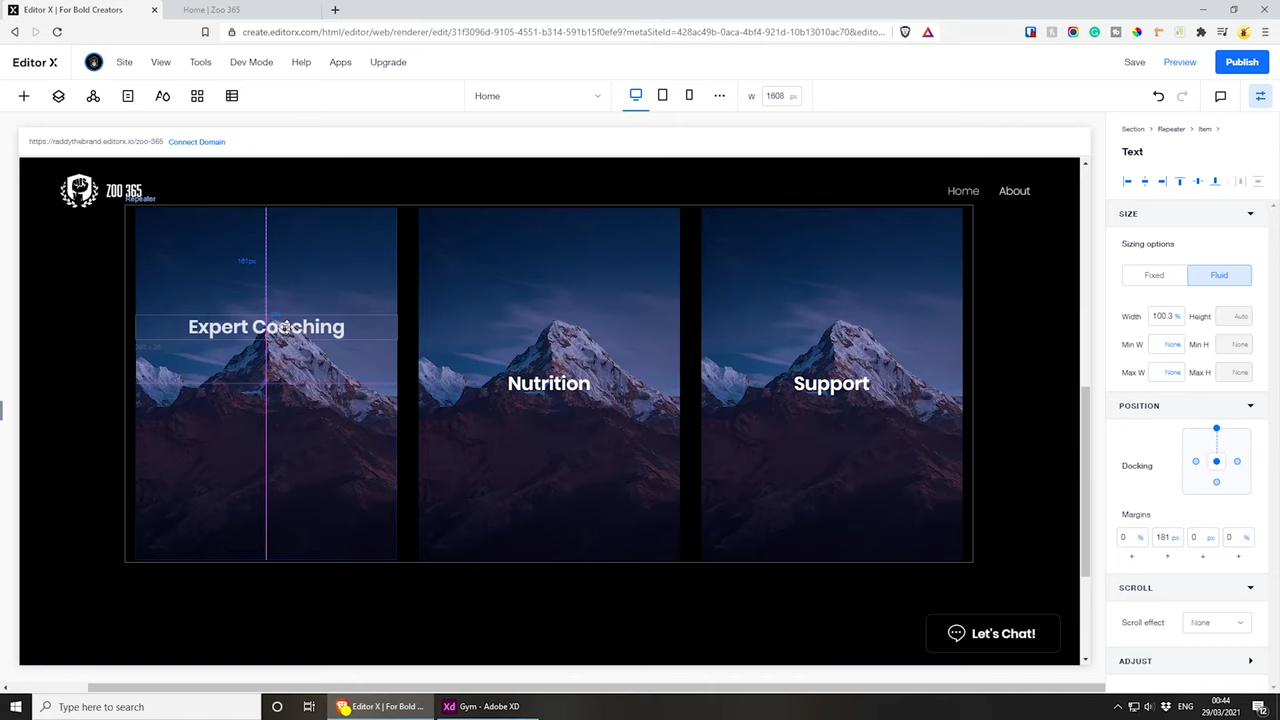 Editor X | For Bold Creators
Home | Zoo 365
create.editorx.com/html/editor/web/renderer/edit/31f3096d-9105-4551-b314-591b15f0efe9?metaSiteId=428ac49b-0aca-4bf4-921d-10b13010ac70&edito...
Editor X
Site
View
Tools
Dev Mode
Help
Apps
Upgrade
Save
Preview
Publish
Home
W
1608 px
https://raddythebrand.editorx.io/zoo-365
Connect Domain
Section > Repeater > Item >
Text
ZOO 365
Home
About
Repeater
181px
Expert Coaching
Nutrition
Support
Let's Chat!
SIZE
Sizing options
Fixed
Fluid
Width 100.3 % Height Auto
Min W None Min H None
Max W None Max H None
POSITION
Docking
Margins
0 % 181 px 0 px 0 %
SCROLL
Scroll effect None
ADJUST
Type here to search
Editor X | For Bold ...
Gym - Adobe XD
ENG
00:44
29/03/2021
12